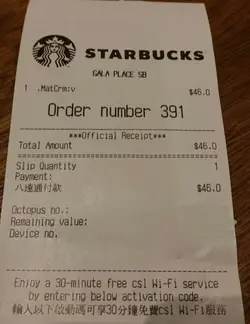 STARBUCKS
GALA PLACE SB
1 .MatCrm:v
$46.0
Order number 391
***Official Receipt***
Total Amount $46.0
Slip Quantity 1
Payment:
八達通付款 $46.0
Octopus no.:
Remaining value:
Device no.
Enjoy a 30-minute free csl Wi-Fi service
by entering below activation code.
輸入以下啟動碼可享30分鐘免費csl Wi-Fi服務